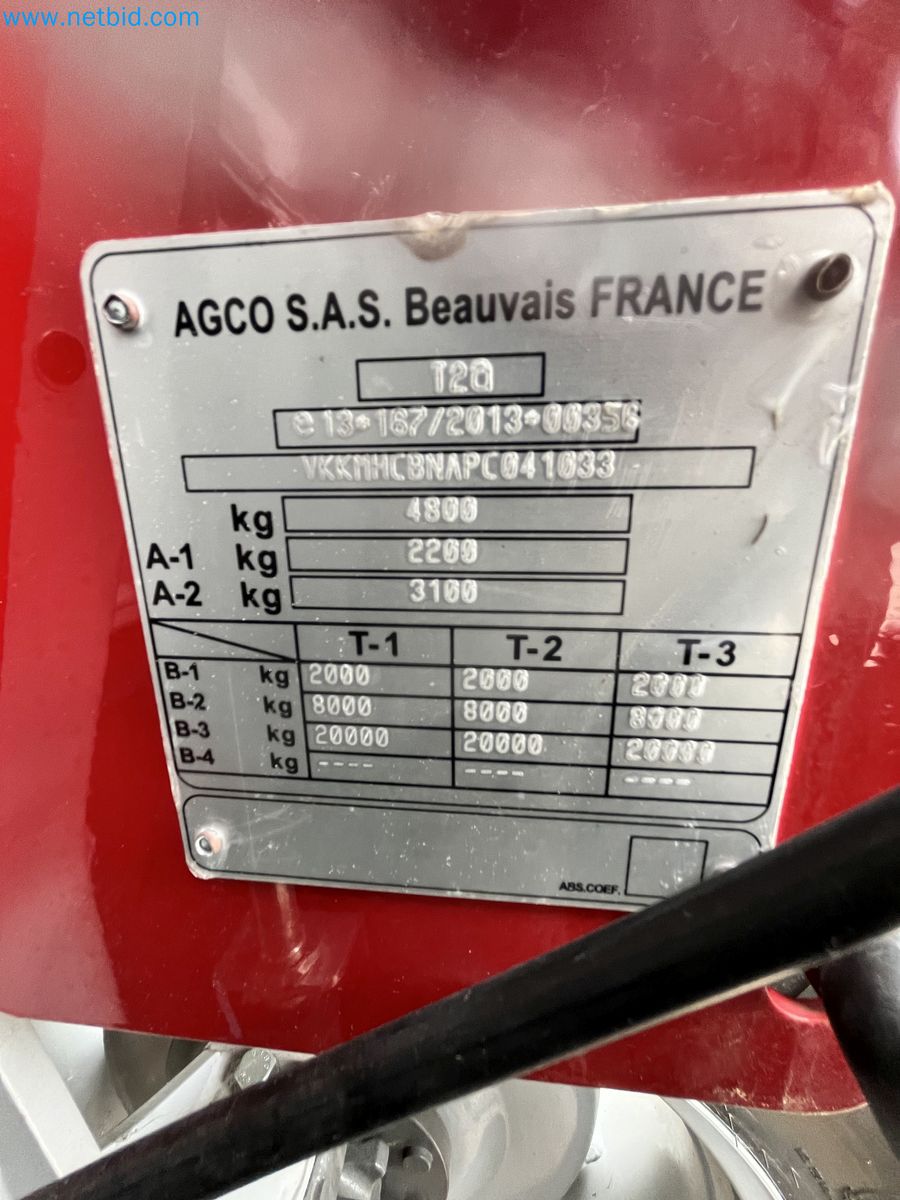 www.netbid.com
AGCO S.A.S. Beauvais FRANCE
T2a
e13*167/2013*00356
VKKMHCBNAPC041033
kg 4800
A-1 kg 2200
A-2 kg 3100
T-1 T-2 T-3
B-1 kg 2000 2000 2000
B-2 kg 8000 8000 8000
B-3 kg 20000 20000 20000
B-4 kg ---- ---- ----
ABS.COEF.